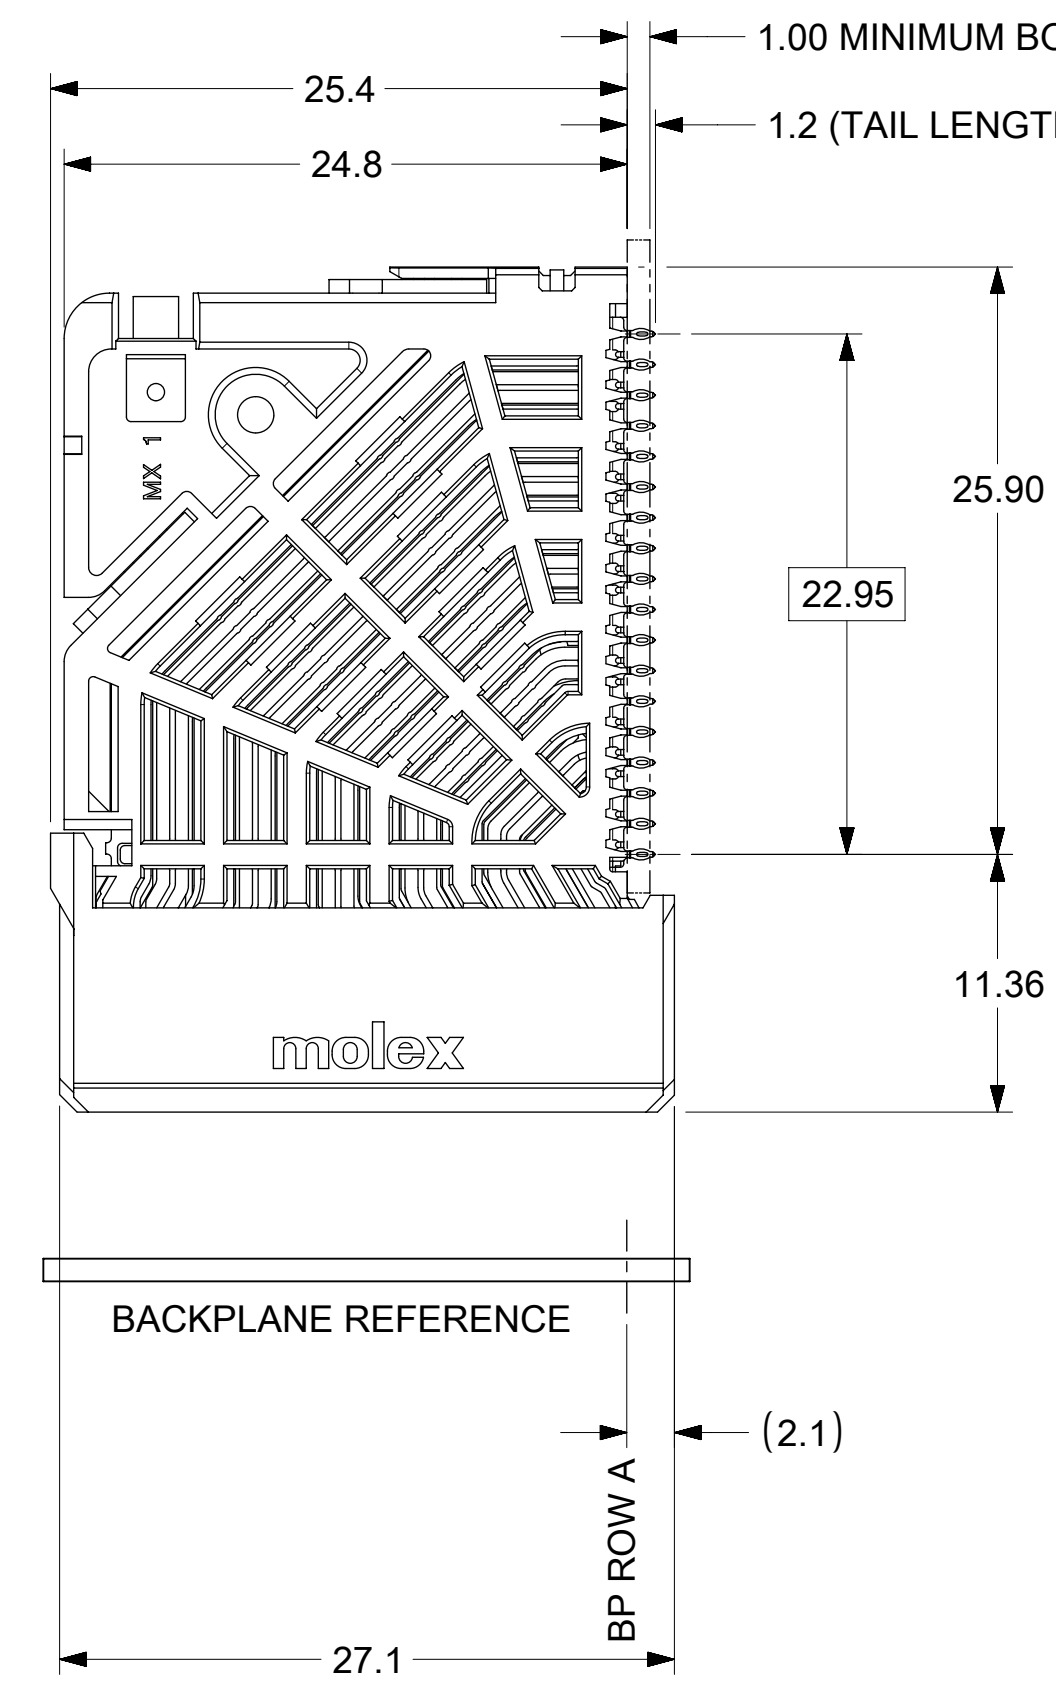 1.00 MINIMUM BO
25.4
1.2 (TAIL LENGTH
24.8
MX 1
25.90
22.95
11.36
molex
BACKPLANE REFERENCE
(2.1)
BP ROW A
27.1